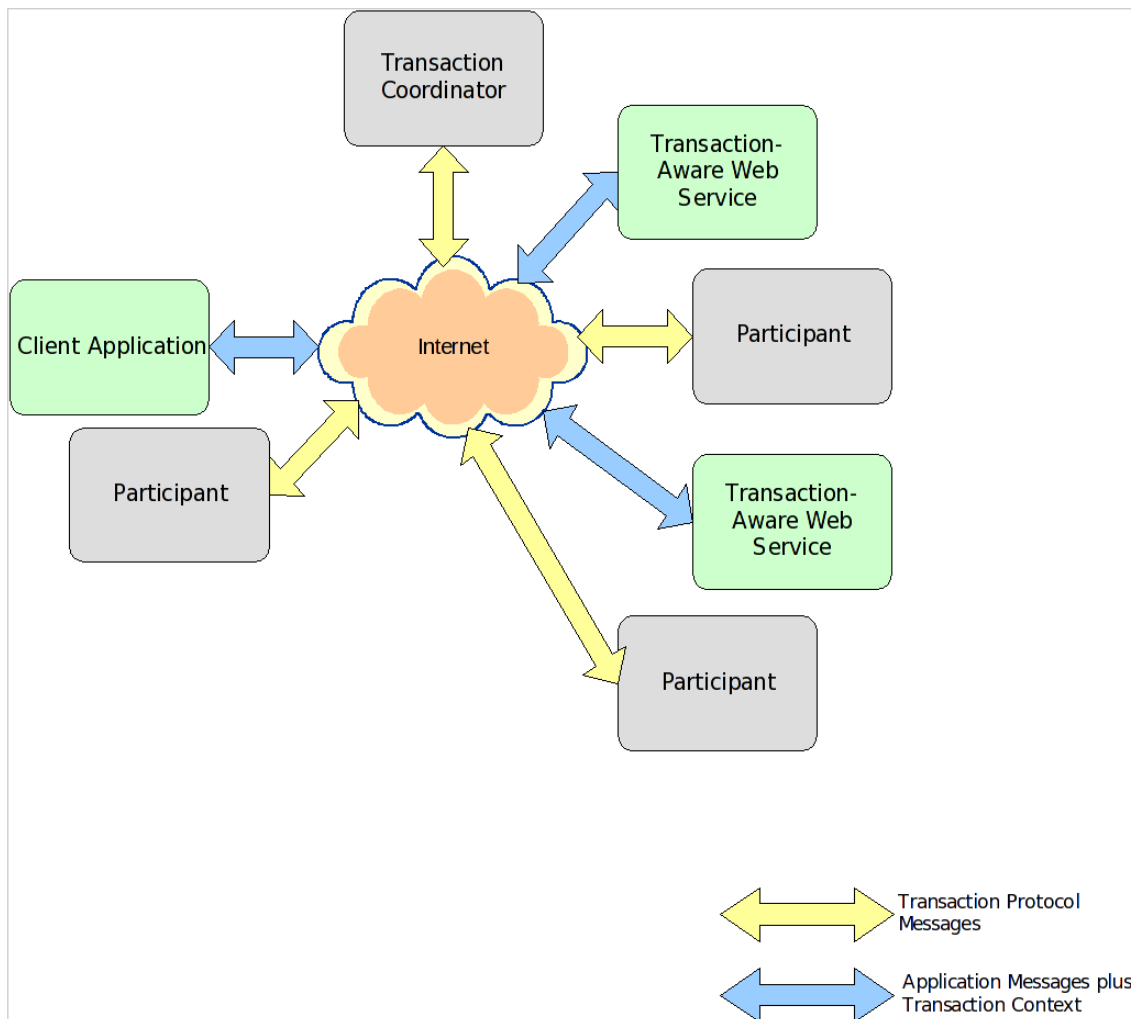 Transaction
Coordinator
Transaction-
Aware Web
Service
Participant
Internet
Client Application
Participant
Transaction-
Aware Web
Service
Participant
Transaction Protocol
Messages
Application Messages plus
Transaction Context